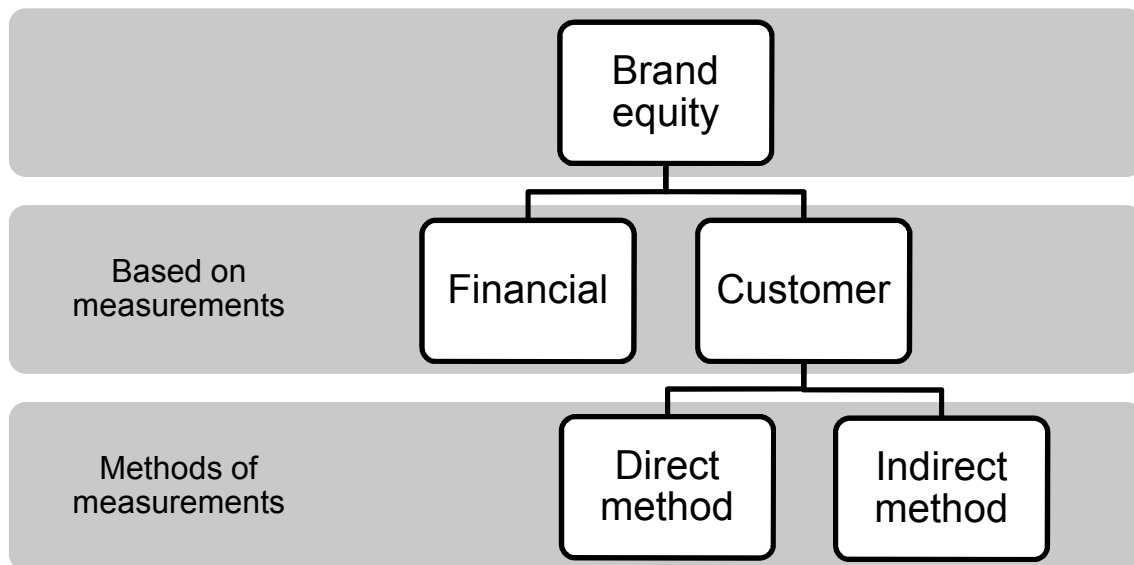 Brand
equity
Based on
measurements
Financial
Customer
Methods of
measurements
Direct
method
Indirect
method